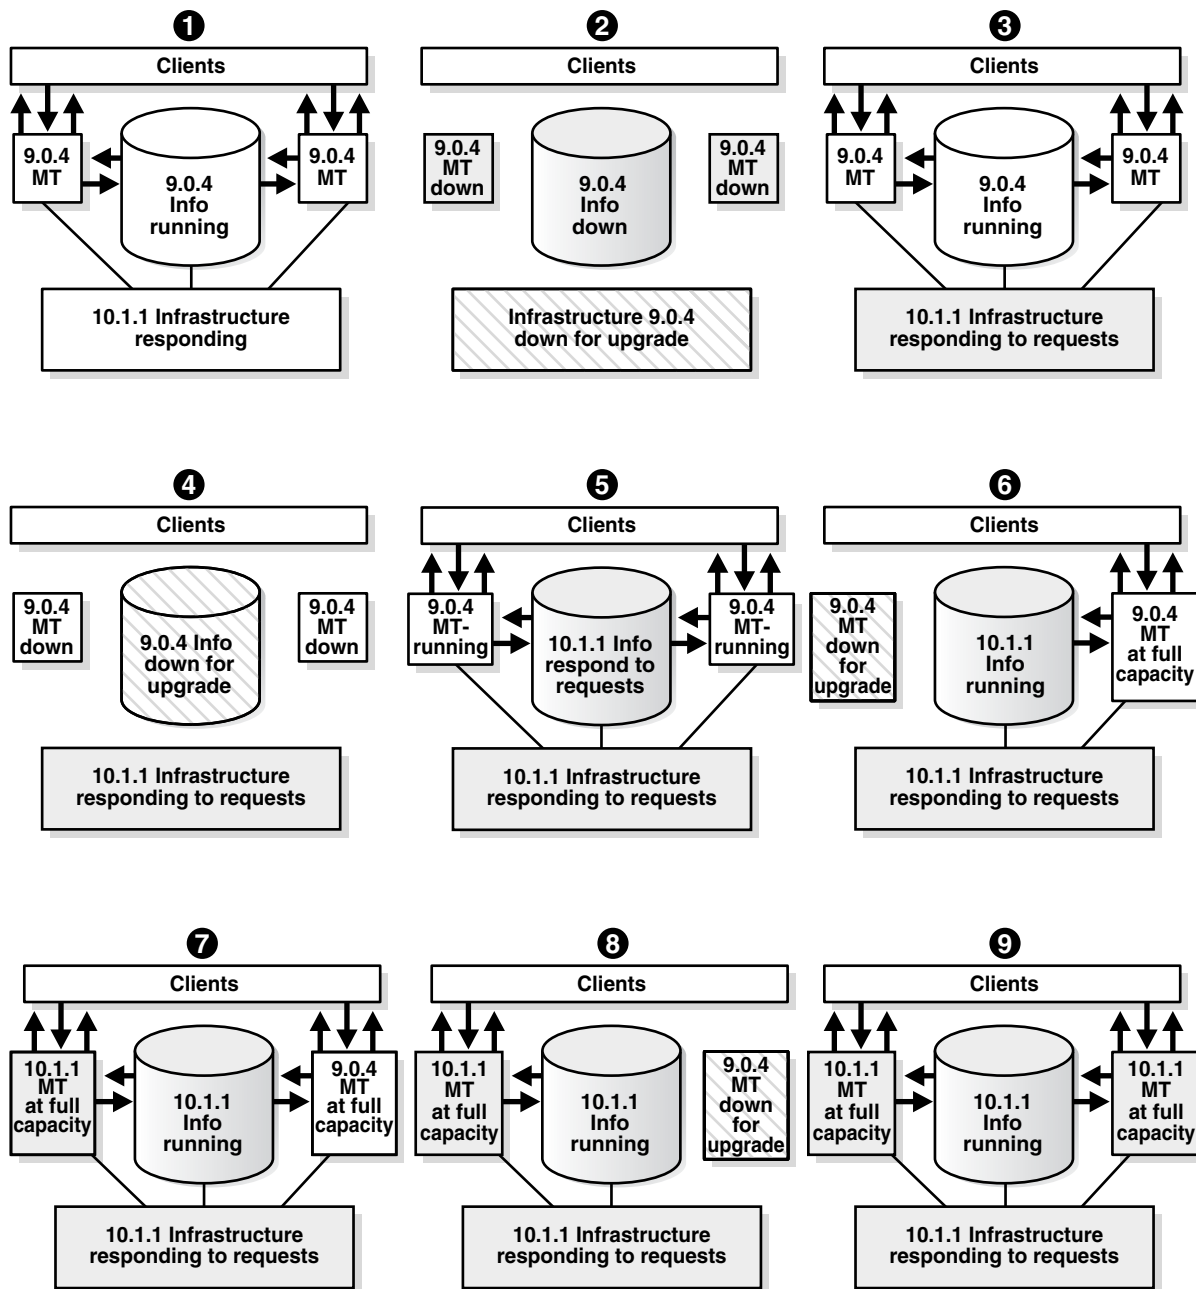 1
Clients
9.0.4
MT
9.0.4
Info
running
9.0.4
MT
10.1.1 Infrastructure
responding
2
Clients
9.0.4
MT
down
9.0.4
Info
down
9.0.4
MT
down
Infrastructure 9.0.4
down for upgrade
3
Clients
9.0.4
MT
9.0.4
Info
running
9.0.4
MT
10.1.1 Infrastructure
responding to requests
4
Clients
9.0.4
MT
down
9.0.4 Info
down for
upgrade
9.0.4
MT
down
10.1.1 Infrastructure
responding to requests
5
Clients
9.0.4
MT-
running
10.1.1 Info
respond to
requests
9.0.4
MT-
running
10.1.1 Infrastructure
responding to requests
6
Clients
9.0.4
MT
down
for
upgrade
10.1.1
Info
running
9.0.4
MT
at full
capacity
10.1.1 Infrastructure
responding to requests
7
Clients
10.1.1
MT
at full
capacity
10.1.1
Info
running
9.0.4
MT
at full
capacity
10.1.1 Infrastructure
responding to requests
8
Clients
10.1.1
MT
at full
capacity
10.1.1
Info
running
9.0.4
MT
down
for
upgrade
10.1.1 Infrastructure
responding to requests
9
Clients
10.1.1
MT
at full
capacity
10.1.1
Info
running
10.1.1
MT
at full
capacity
10.1.1 Infrastructure
responding to requests